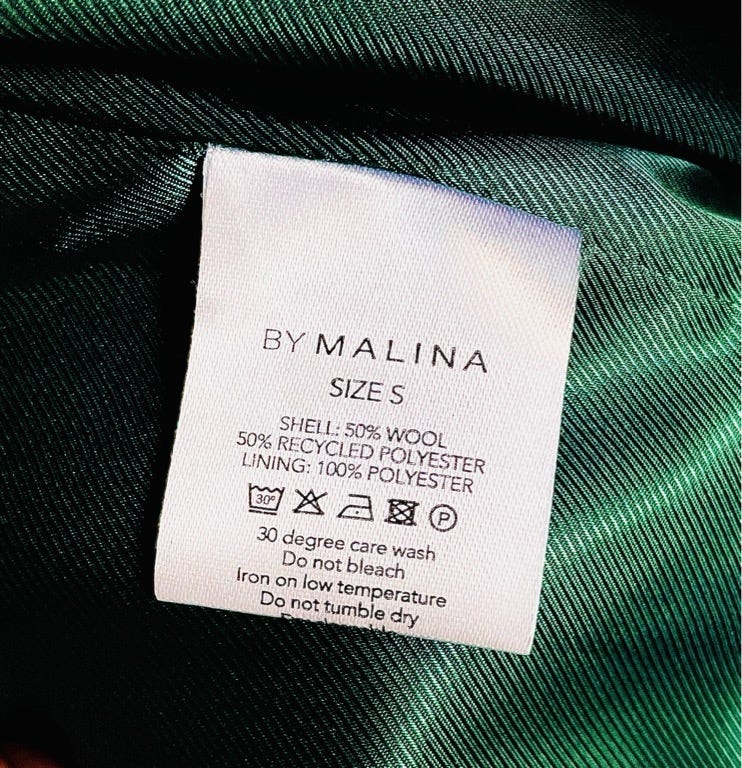 BY MALINA
SIZE S
SHELL: 50% WOOL
50% RECYCLED POLYESTER
LINING: 100% POLYESTER
30° P
30 degree care wash
Do not bleach
Iron on low temperature
Do not tumble dry